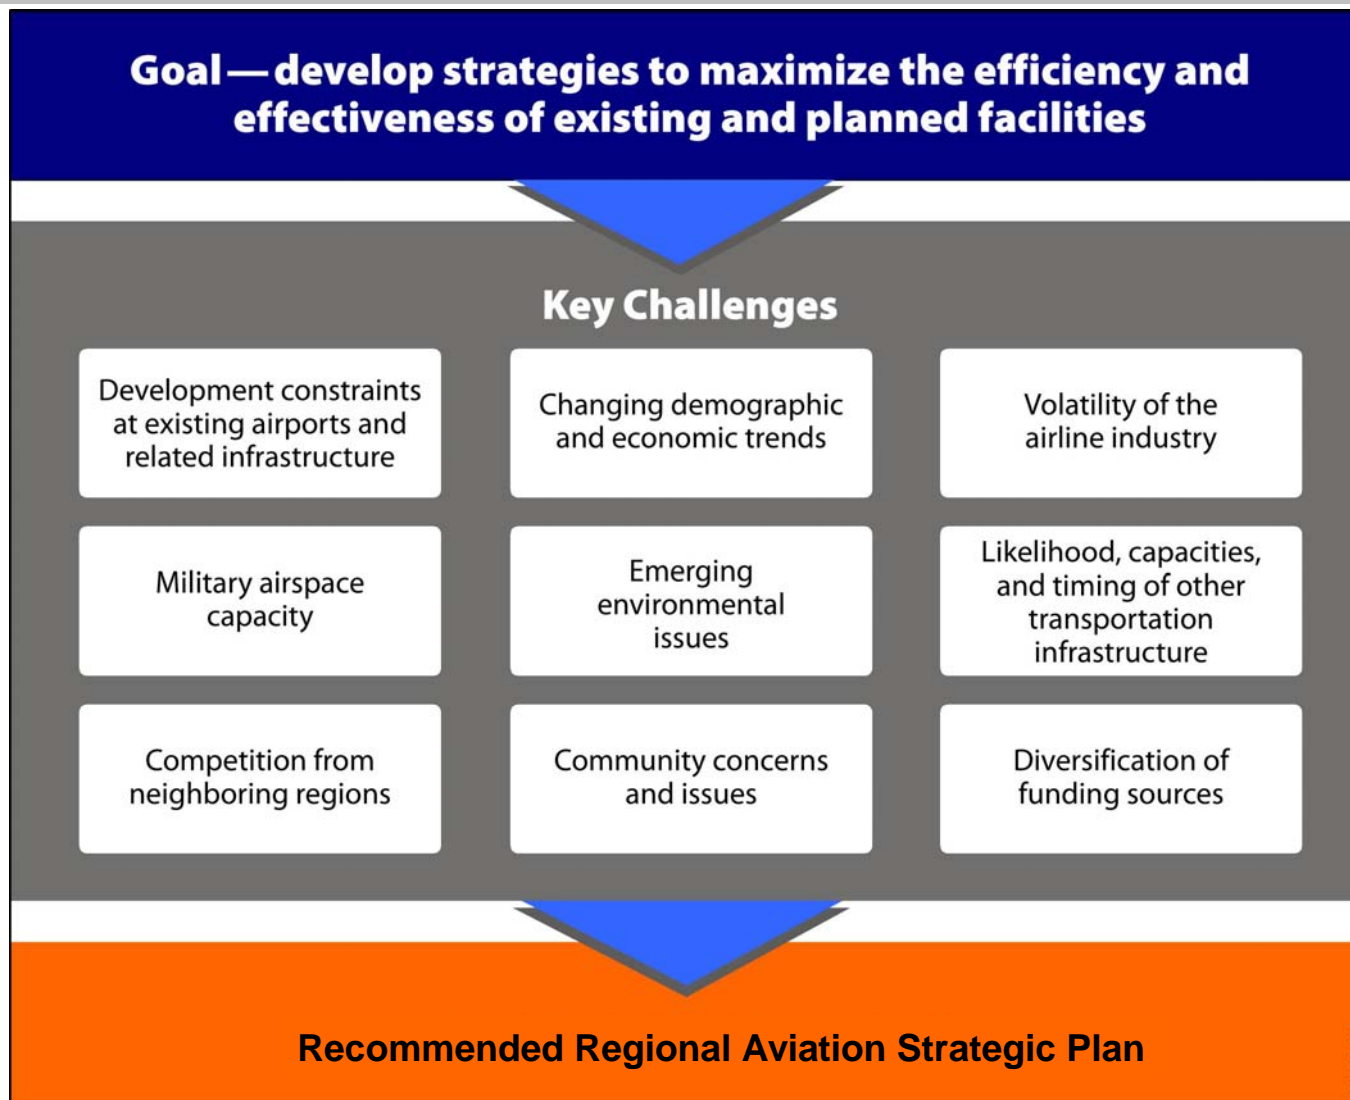 Goal—develop strategies to maximize the efficiency and
effectiveness of existing and planned facilities
Key Challenges
Development constraints
at existing airports and
related infrastructure
Changing demographic
and economic trends
Volatility of the
airline industry
Military airspace
capacity
Emerging
environmental
issues
Likelihood, capacities,
and timing of other
transportation
infrastructure
Competition from
neighboring regions
Community concerns
and issues
Diversification of
funding sources
Recommended Regional Aviation Strategic Plan